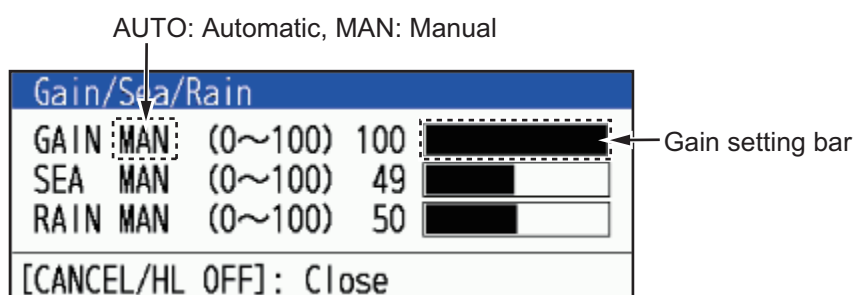 AUTO: Automatic, MAN: Manual
Gain/Sea/Rain
GAIN MAN (0~100) 100
Gain setting bar
SEA MAN (0~100) 49
RAIN MAN (0~100) 50
[CANCEL/HL OFF]: Close